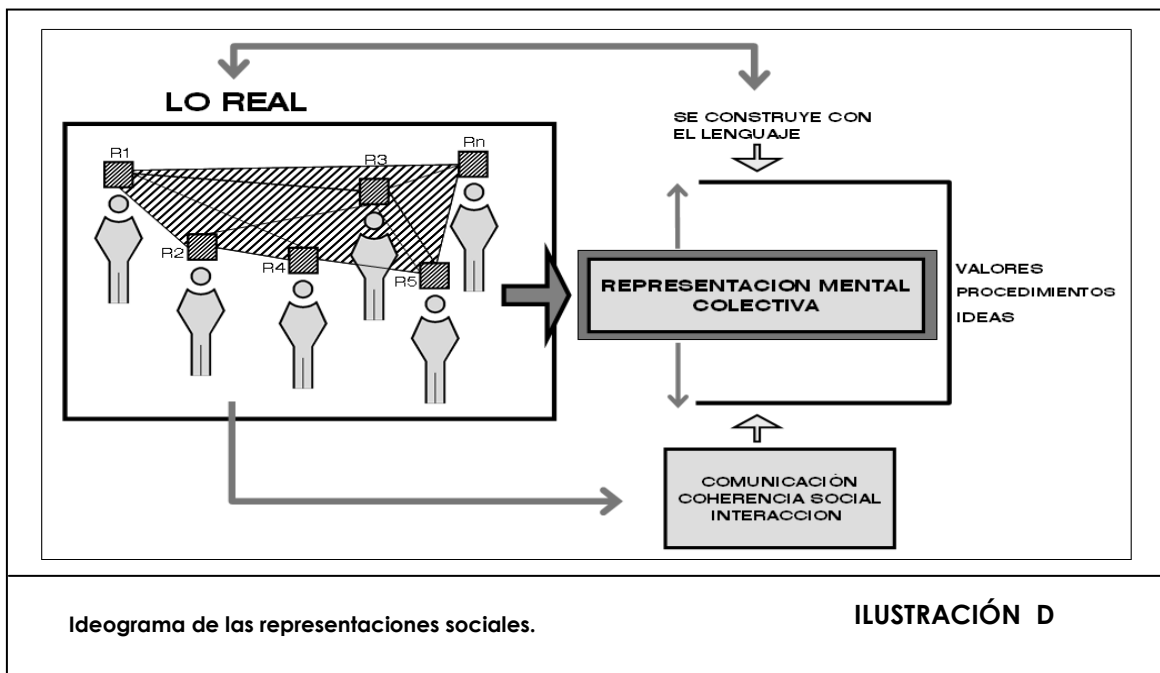 LO REAL
R1
R3
Rn
R2
R4
R5
SE CONSTRUYE CON
EL LENGUAJE
REPRESENTACION MENTAL
COLECTIVA
VALORES
PROCEDIMIENTOS
IDEAS
COMUNICACIÓN
COHERENCIA SOCIAL
INTERACCION
Ideograma de las representaciones sociales.
ILUSTRACIÓN D